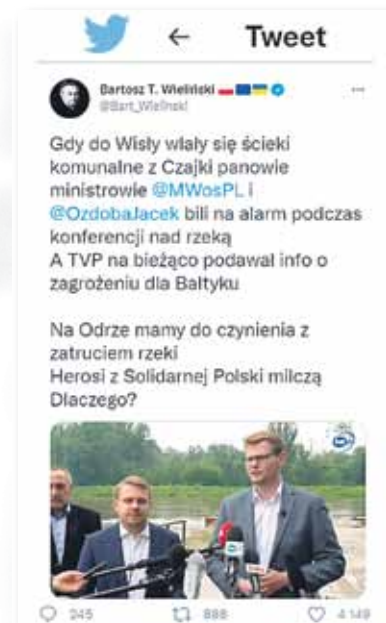 Tweet
Bartosz T. Wieliński
@Bart_Wielinski
Gdy do Wisły wlały się ścieki
komunalne z Czajki panowie
ministrowie @MWosPL i
@OzdobaJacek bili na alarm podczas
konferencji nad rzeką
A TVP na bieżąco podawał info o
zagrożeniu dla Bałtyku
Na Odrze mamy do czynienia z
zatruciem rzeki
Herosi z Solidarnej Polski milczą
Dlaczego?
245 888 4 149